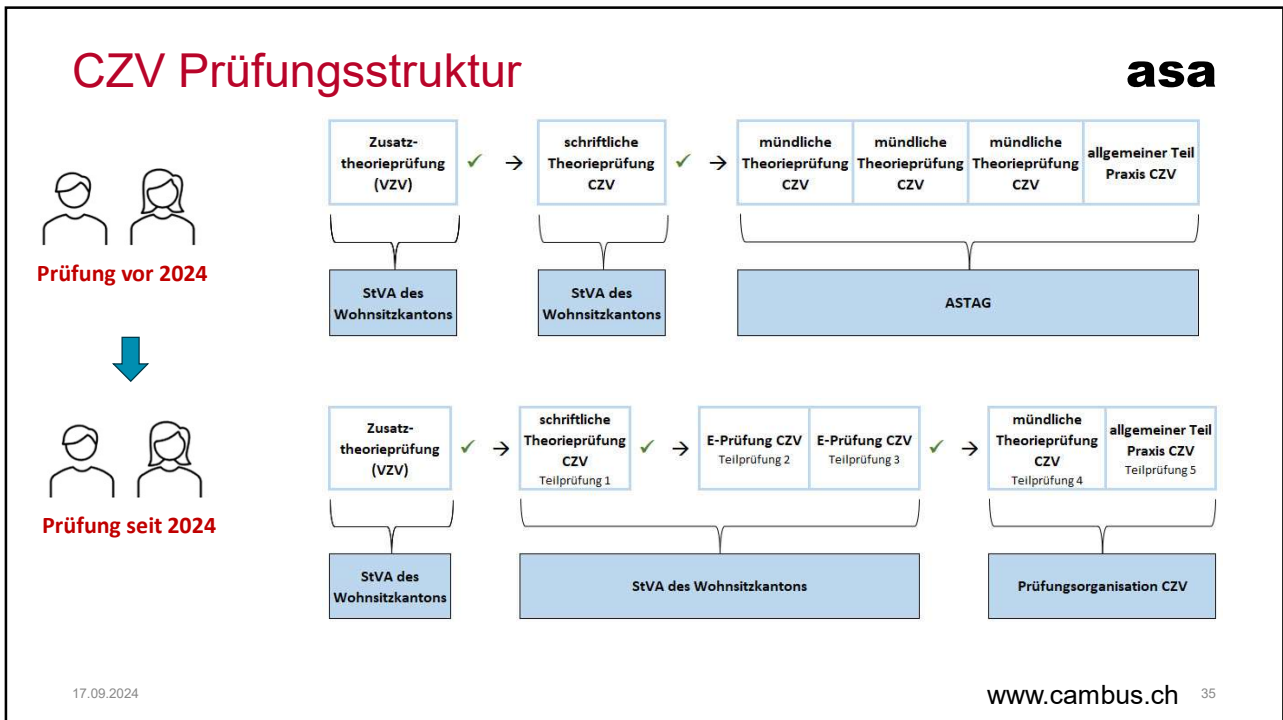 CZV Prüfungsstruktur
asa
Prüfung vor 2024
Zusatz-
theorieprüfung
(VZV)
✓
→
schriftliche
Theorieprüfung
CZV
✓
→
mündliche
Theorieprüfung
CZV
mündliche
Theorieprüfung
CZV
mündliche
Theorieprüfung
CZV
allgemeiner Teil
Praxis CZV
StVA des
Wohnsitzkantons
StVA des
Wohnsitzkantons
ASTAG
Prüfung seit 2024
Zusatz-
theorieprüfung
(VZV)
✓
→
schriftliche
Theorieprüfung
CZV
Teilprüfung 1
✓
→
E-Prüfung CZV
Teilprüfung 2
E-Prüfung CZV
Teilprüfung 3
✓
→
mündliche
Theorieprüfung
CZV
Teilprüfung 4
allgemeiner Teil
Praxis CZV
Teilprüfung 5
StVA des
Wohnsitzkantons
StVA des Wohnsitzkantons
Prüfungsorganisation CZV
17.09.2024
www.cambus.ch
35